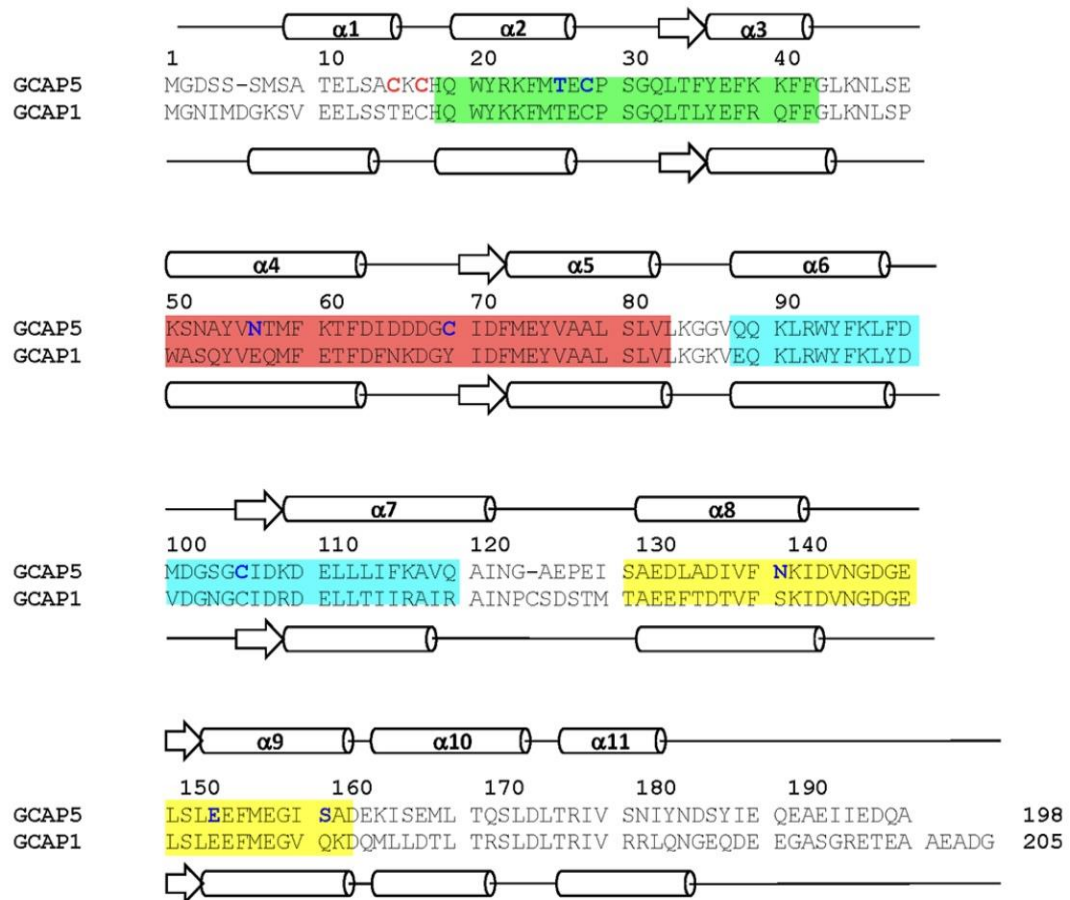 α1 α2 α3
1 10 20 30 40
GCAP5 MGDSS-SMSA TELSACKCHQ WYRKFMTECP SGQLTFYEFK KFFGLKNLSE
GCAP1 MGNIMDGKSV EELSSTECHQ WYKKFMTECP SGQLTLYEFR QFFGLKNLSP
α4 α5 α6
50 60 70 80 90
GCAP5 KSNAYVNTMF KTFDIDDDGC IDFMEYVAAL SLVLKGGVQQ KLRWYFKLFD
GCAP1 WASQYVEQMF ETFDFNKDGY IDFMEYVAAL SLVLKGKVEQ KLRWYFKLYD
α7 α8
100 110 120 130 140
GCAP5 MDGSGCIDKD ELLLIFKAVQ AING-AEPEI SAEDLADIVF NKIDVNGDGE
GCAP1 VDGNGCIDRD ELLTIIRAIR AINPCSDSTM TAEEFTDTVF SKIDVNGDGE
α9 α10 α11
150 160 170 180 190
GCAP5 LSLEEFMEGI SADEKISEML TQSLDLTRIV SNIYNDSYIE QEAEIIEDQA 198
GCAP1 LSLEEFMEGV QKDQMLLDTL TRSLDLTRIV RRLQNGEQDE EGASGRETEA AEADG 205